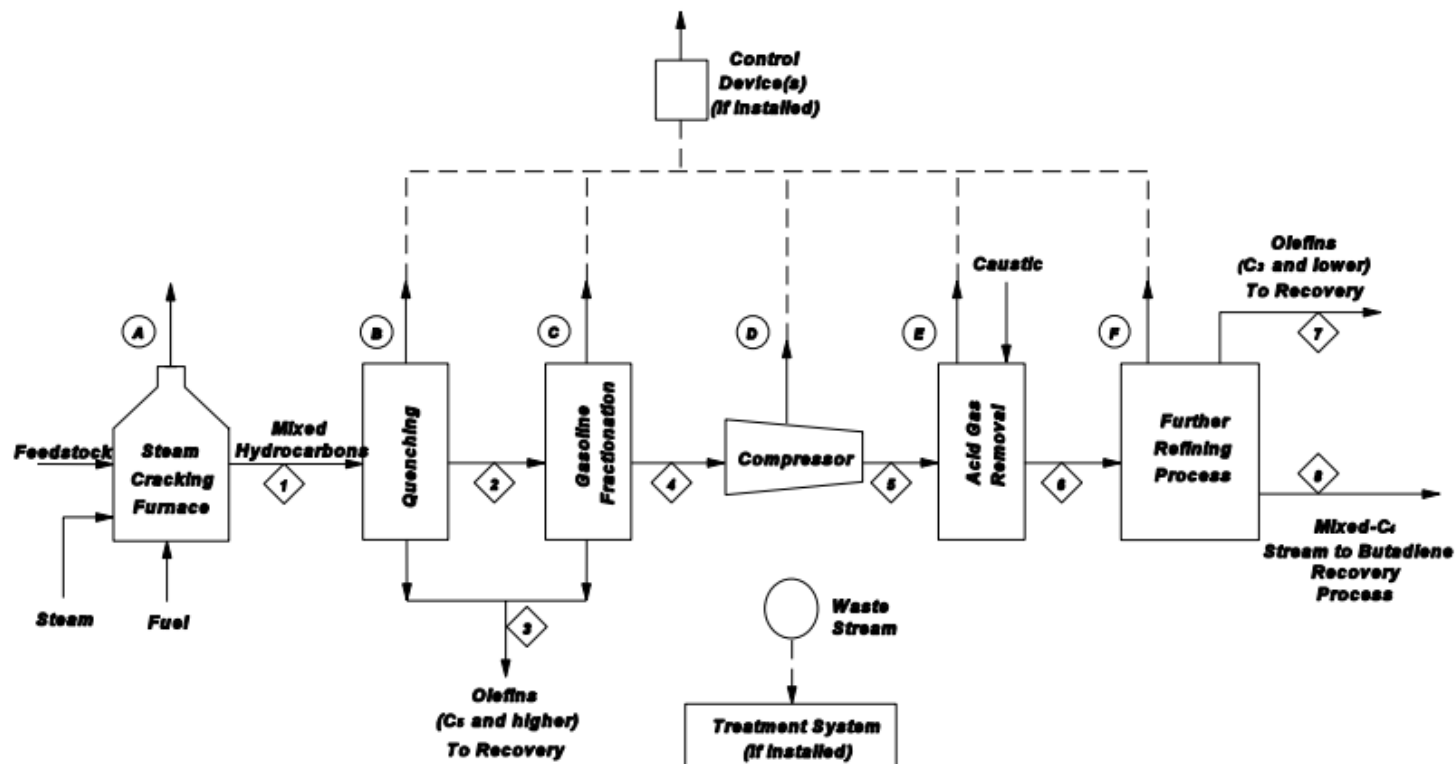 Control
Device(s)
(If Installed)
Olefins
(C₃ and lower)
To Recovery
Caustic
A
B
C
D
E
F
7
Feedstock
Steam
Cracking
Furnace
Mixed
Hydrocarbons
1
Quenching
2
Gasoline
Fractionation
4
Compressor
5
Acid Gas
Removal
6
Further
Refining
Process
8
Mixed-C₄
Stream to Butadiene
Recovery
Process
Steam
Fuel
3
Olefins
(C₅ and higher)
To Recovery
Waste
Stream
Treatment System
(If Installed)